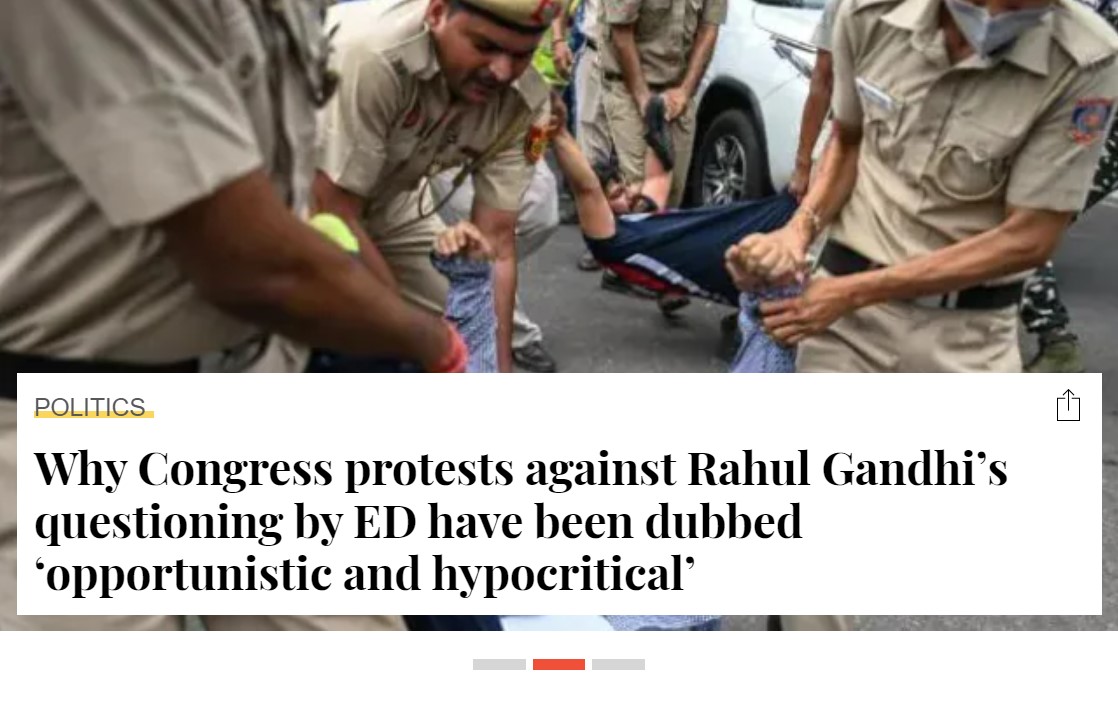 POLITICS
Why Congress protests against Rahul Gandhi’s
questioning by ED have been dubbed
‘opportunistic and hypocritical’